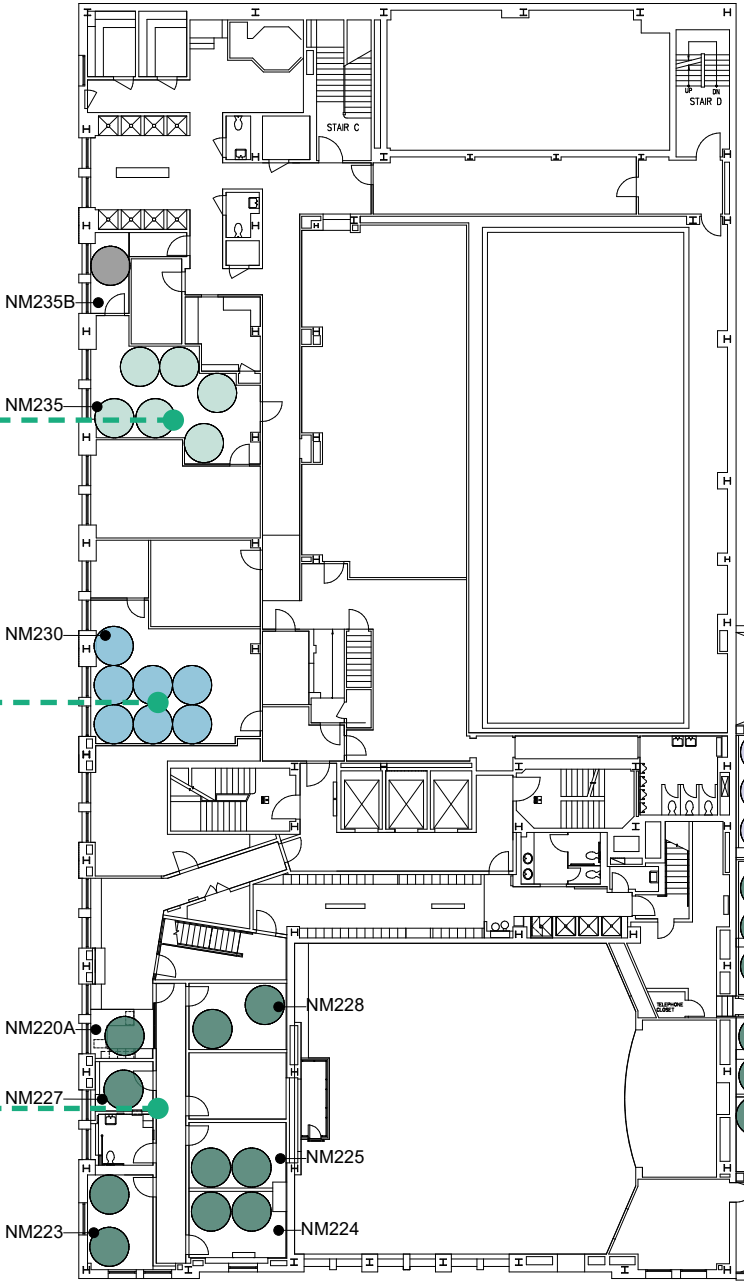 UP
DN
STAIR D
STAIR C
NM235B
NM235
NM230
NM228
TELEPHONE
CLOSET
NM220A
NM227
NM225
NM224
NM223